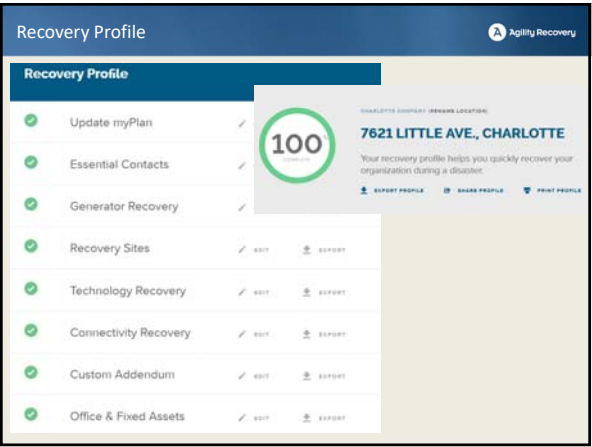 Recovery Profile
Agility Recovery
Recovery Profile
Update myPlan
Essential Contacts
Generator Recovery
Recovery Sites EDIT EXPORT
Technology Recovery EDIT EXPORT
Connectivity Recovery EDIT EXPORT
Custom Addendum EDIT EXPORT
Office & Fixed Assets EDIT EXPORT
100%
COMPLETE
CHARLOTTE COMPANY (RENAME LOCATION)
7621 LITTLE AVE., CHARLOTTE
Your recovery profile helps you quickly recover your
organization during a disaster.
EXPORT PROFILE SHARE PROFILE PRINT PROFILE